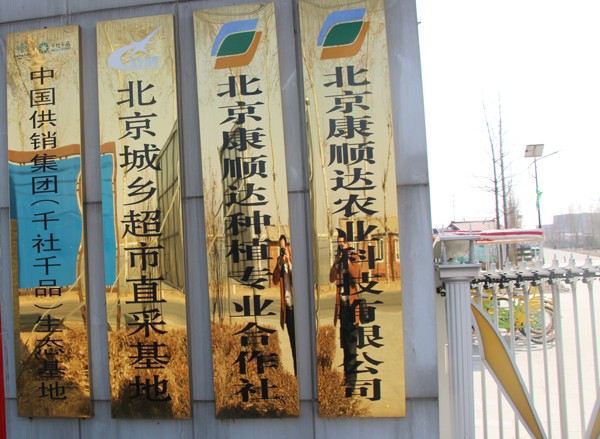 中国供销集团(千社千品)生态基地
北京城乡超市直采基地
北京康顺达种植专业合作社
北京康顺达农业科技有限公司